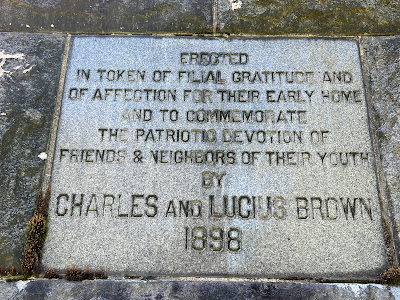 ERECTED
IN TOKEN OF FILIAL GRATITUDE AND
OF AFFECTION FOR THEIR EARLY HOME
AND TO COMMEMORATE
THE PATRIOTIC DEVOTION OF
FRIENDS & NEIGHBORS OF THEIR YOUTH
BY
CHARLES AND LUCIUS BROWN
1898